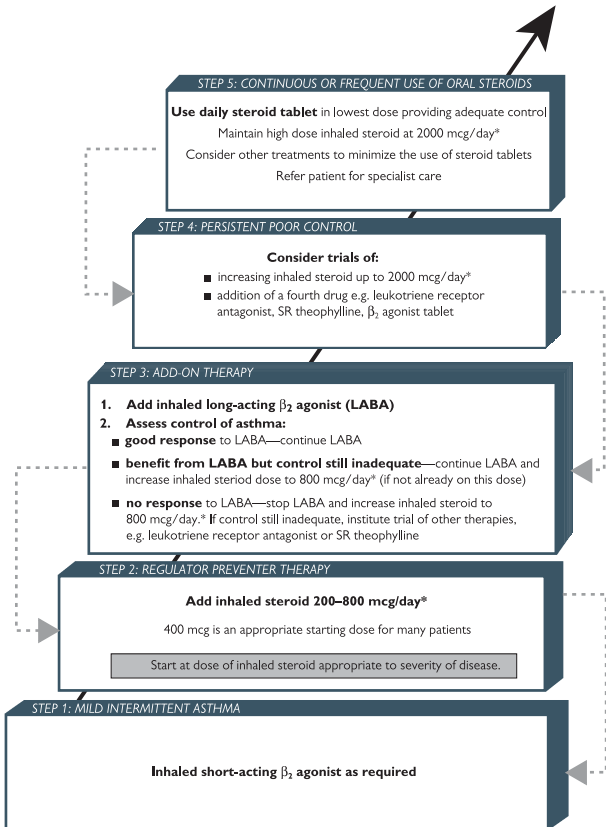 STEP 5: CONTINUOUS OR FREQUENT USE OF ORAL STEROIDS
Use daily steroid tablet in lowest dose providing adequate control
Maintain high dose inhaled steroid at 2000 mcg/day*
Consider other treatments to minimize the use of steroid tablets
Refer patient for specialist care
STEP 4: PERSISTENT POOR CONTROL
Consider trials of:
■ increasing inhaled steroid up to 2000 mcg/day*
■ addition of a fourth drug e.g. leukotriene receptor
antagonist, SR theophylline, β₂ agonist tablet
STEP 3: ADD-ON THERAPY
1. Add inhaled long-acting β₂ agonist (LABA)
2. Assess control of asthma:
■ good response to LABA—continue LABA
■ benefit from LABA but control still inadequate—continue LABA and
increase inhaled steriod dose to 800 mcg/day* (if not already on this dose)
■ no response to LABA—stop LABA and increase inhaled steroid to
800 mcg/day.* If control still inadequate, institute trial of other therapies,
e.g. leukotriene receptor antagonist or SR theophylline
STEP 2: REGULATOR PREVENTER THERAPY
Add inhaled steroid 200–800 mcg/day*
400 mcg is an appropriate starting dose for many patients
Start at dose of inhaled steroid appropriate to severity of disease.
STEP 1: MILD INTERMITTENT ASTHMA
Inhaled short-acting β₂ agonist as required